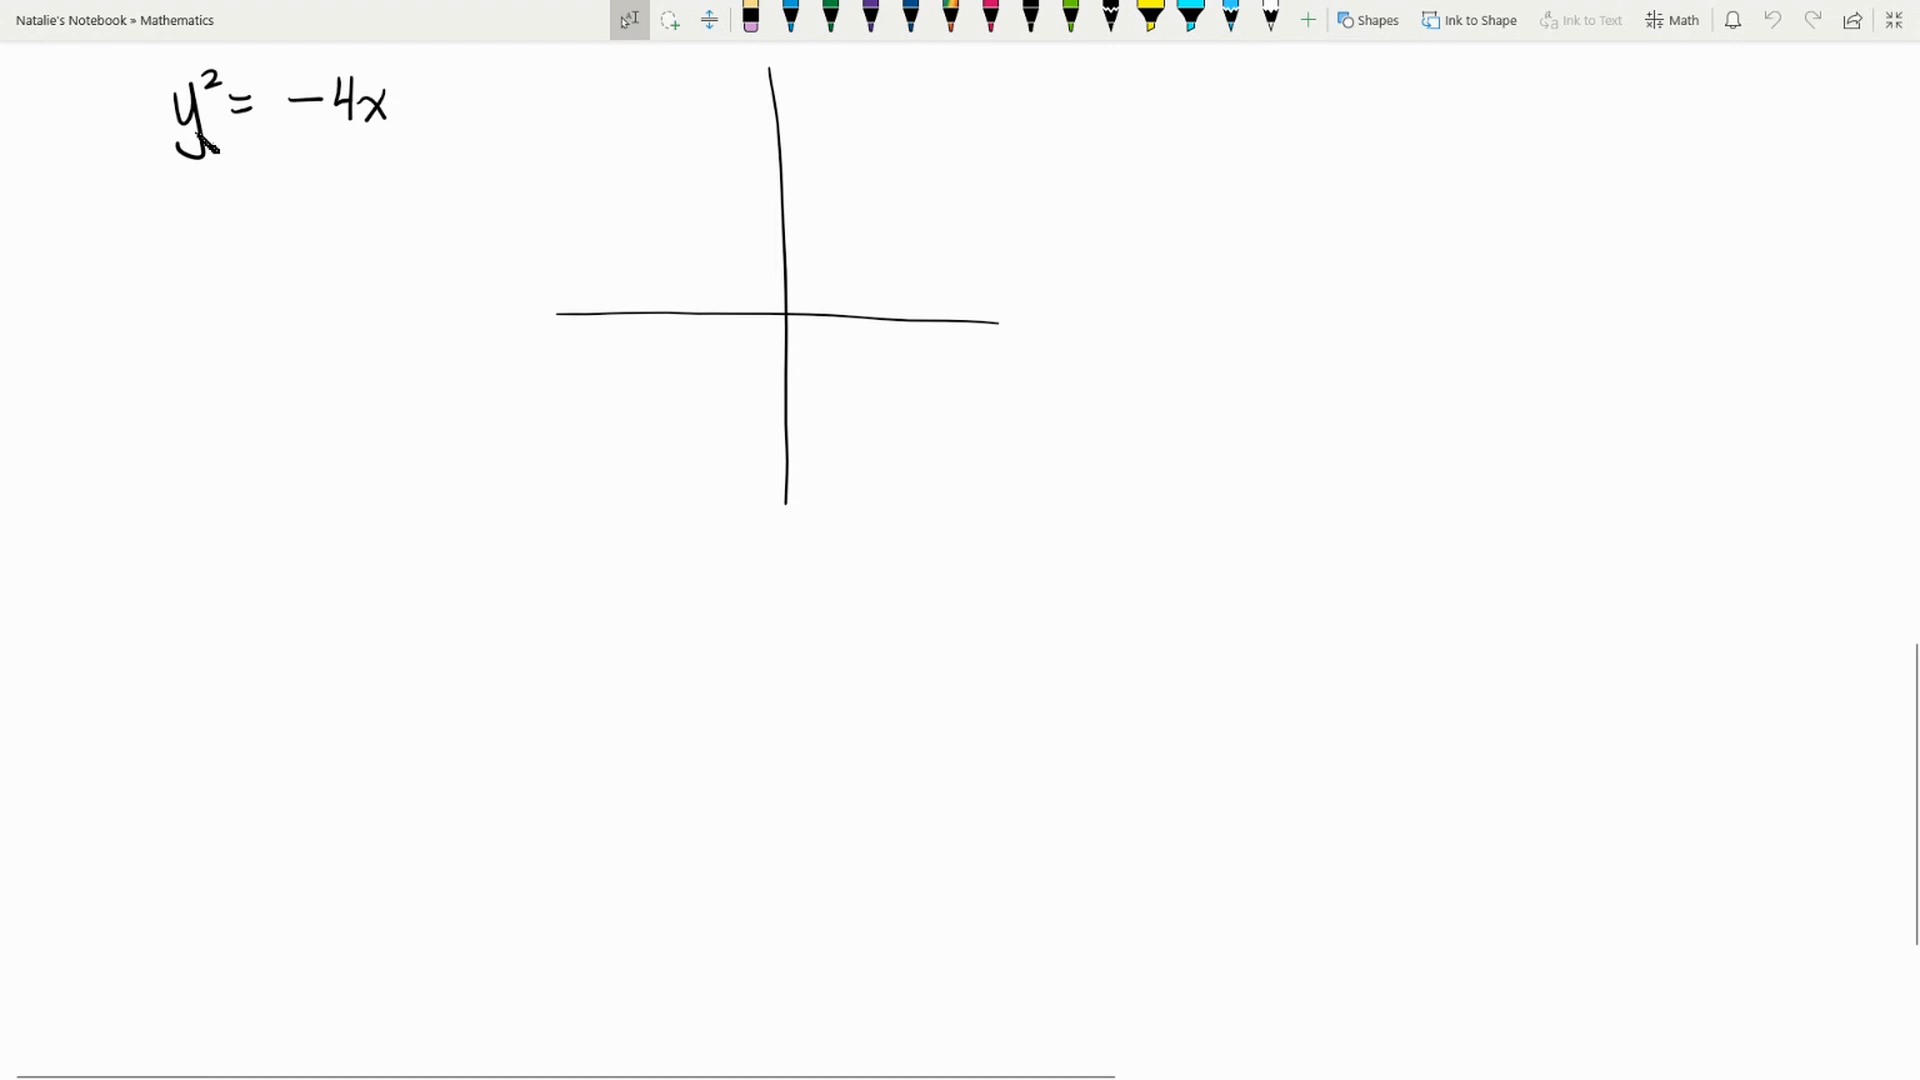 Natalie's Notebook » Mathematics
Shapes
Ink to Shape
Ink to Text
Math
y² = -4x